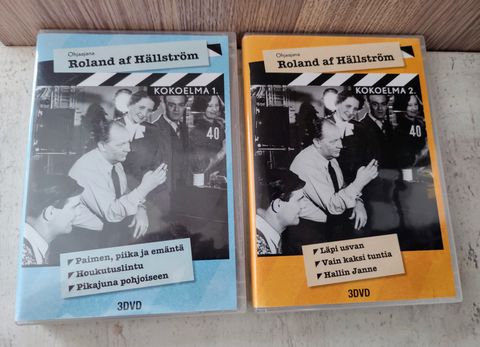 Ohjaajana
Roland af Hällström
KOKOELMA 1.
40
Paimen, piika ja emäntä
Houkutuslintu
Pikajuna pohjoiseen
3DVD
Ohjaajana
Roland af Hällström
KOKOELMA 2.
40
Läpi usvan
Vain kaksi tuntia
Hallin Janne
3DVD